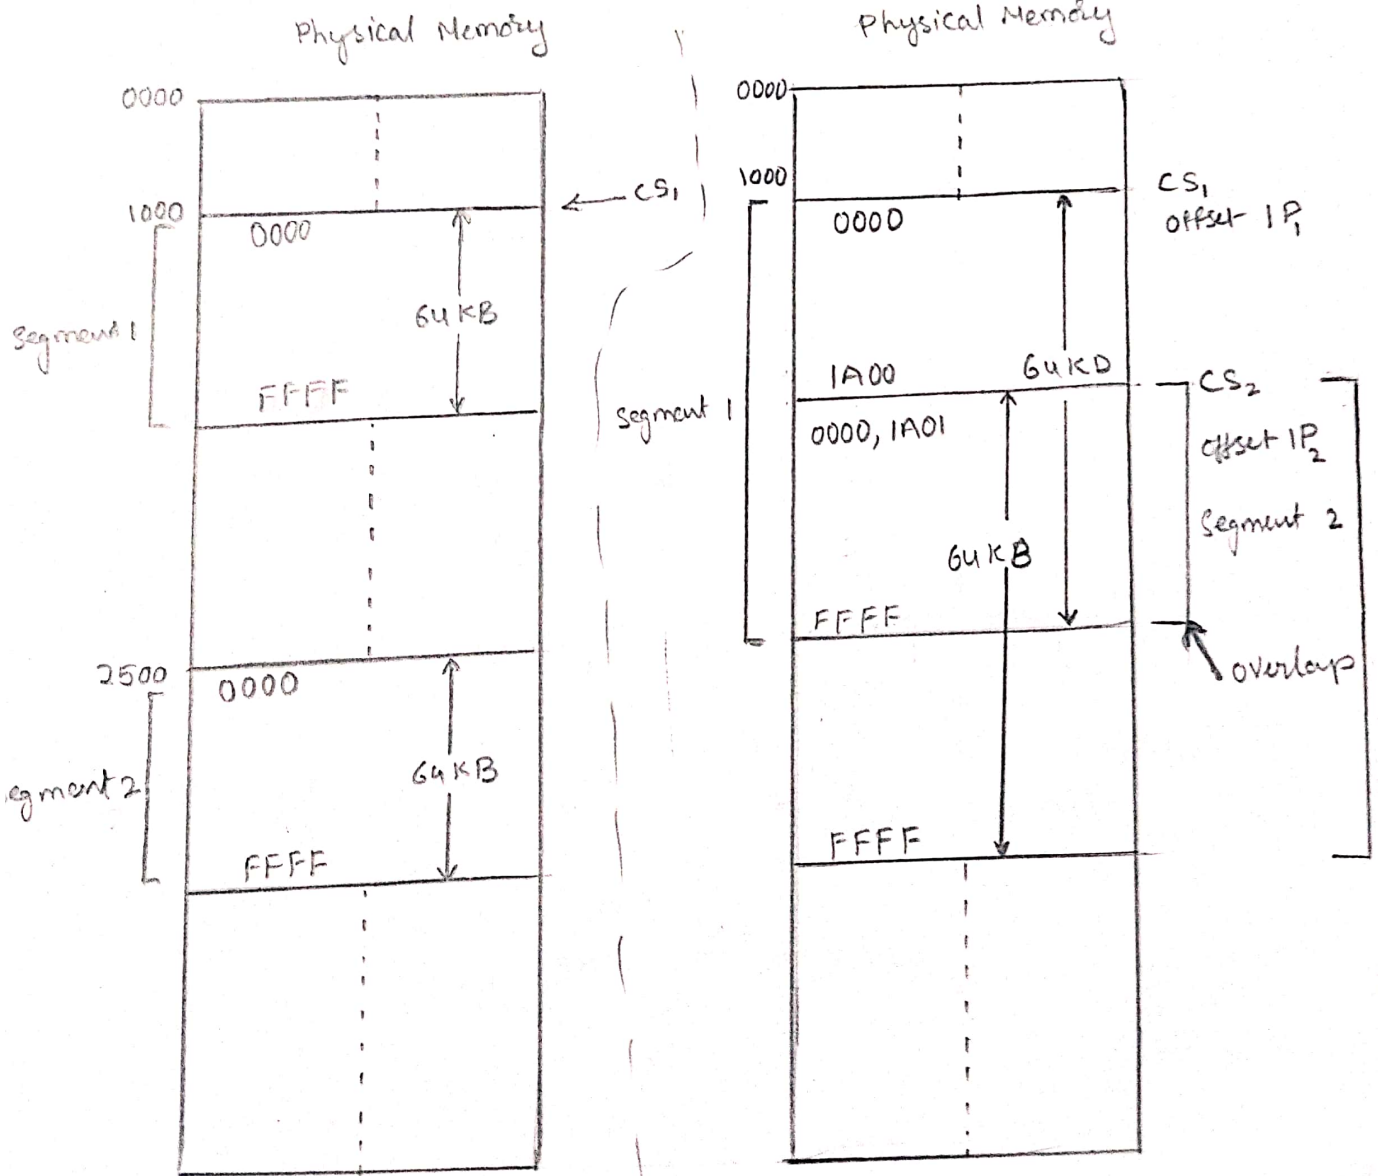 Physical Memory
0000
1000
CS1
0000
Segment 1
64KB
FFFF
2500
0000
egment 2
64KB
FFFF
Physical Memory
0000
1000
CS1
offset IP1
0000
1A00
64KB
CS2
Segment 1
0000, 1A01
offset IP2
Segment 2
64KB
FFFF
overlap
FFFF